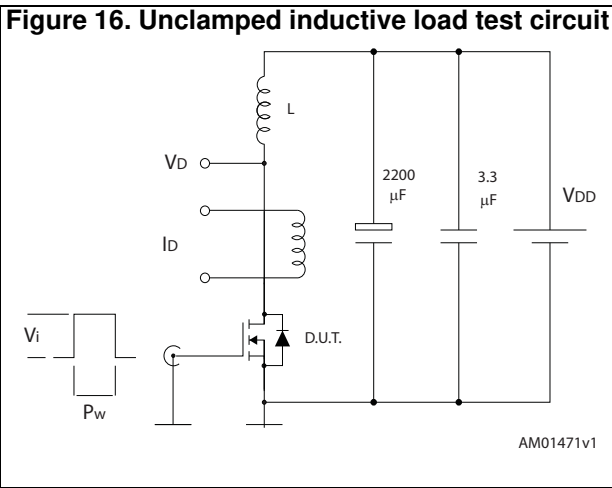 Figure 16. Unclamped inductive load test circuit
L
VD
2200
μF
3.3
μF
VDD
ID
Vi
D.U.T.
Pw
AM01471v1